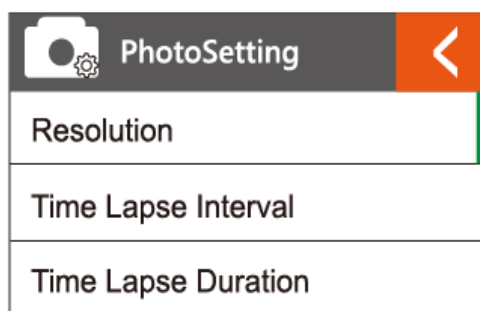 PhotoSetting
Resolution
Time Lapse Interval
Time Lapse Duration